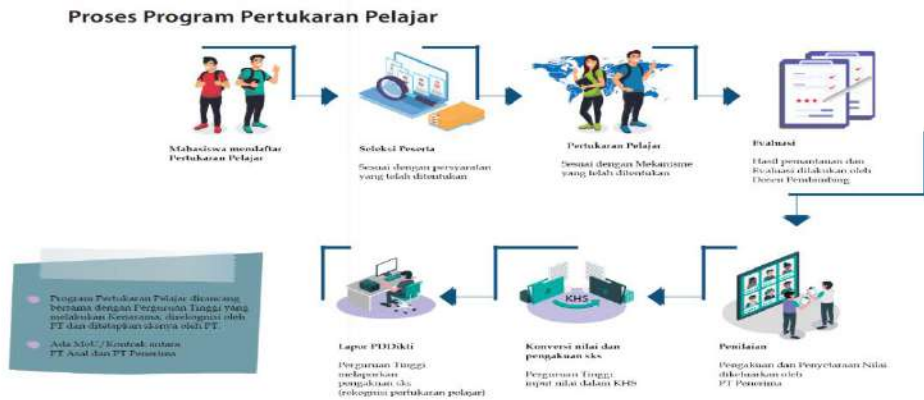 Proses Program Pertukaran Pelajar
Mahasiswa mendaftar
Pertukaran Pelajar
Seleksi Peserta
Sesuai dengan persyaratan
yang telah ditentukan
Pertukaran Pelajar
Sesuai dengan Mekanisme
yang telah ditentukan
Evaluasi
Hasil pemantauan dan
Evaluasi dilakukan oleh
Dosen Pendamping
Penilaian
Pengakuan dan Penyetaraan Nilai
dikeluarkan oleh
PT Penerima
KHS
Konversi nilai dan
pengakuan sks
Perguruan Tinggi
input nilai dalam KHS
Lapor PDDikti
Perguruan Tinggi
melaporkan
pengakuan sks
(rekognisi pertukaran pelajar)
Program Pertukaran Pelajar dirancang
bersama dengan Perguruan Tinggi yang
melakukan Kerjasama, direkognisi oleh
PT dan ditetapkan sksnya oleh PT.
Ada MoU/Kontrak antara
PT Asal dan PT Penerima